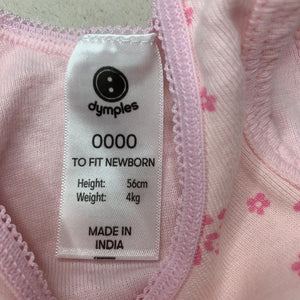 dymples
0000
TO FIT NEWBORN
Height: 56cm
Weight: 4kg
MADE IN
INDIA